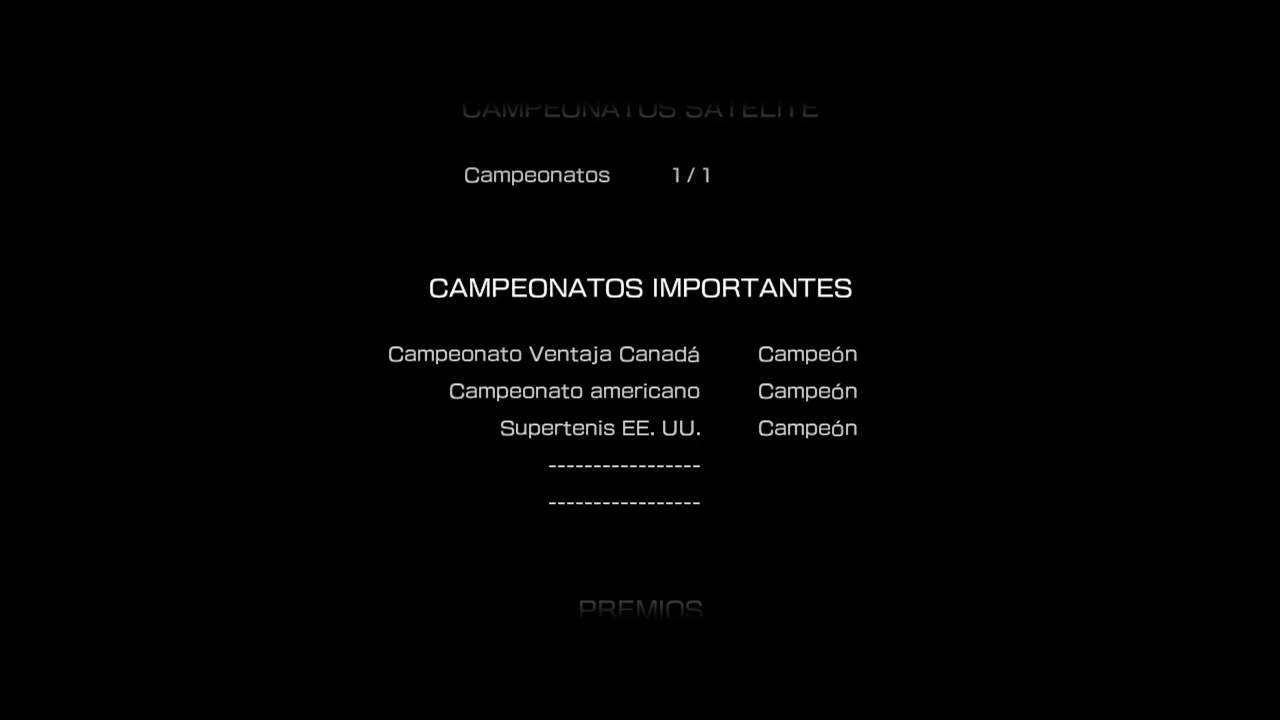 CAMPEONATOS SATELITE
Campeonatos 1 / 1
CAMPEONATOS IMPORTANTES
Campeonato Ventaja Canadá Campeón
Campeonato americano Campeón
Supertenis EE. UU. Campeón
-----------------
-----------------
PREMIOS